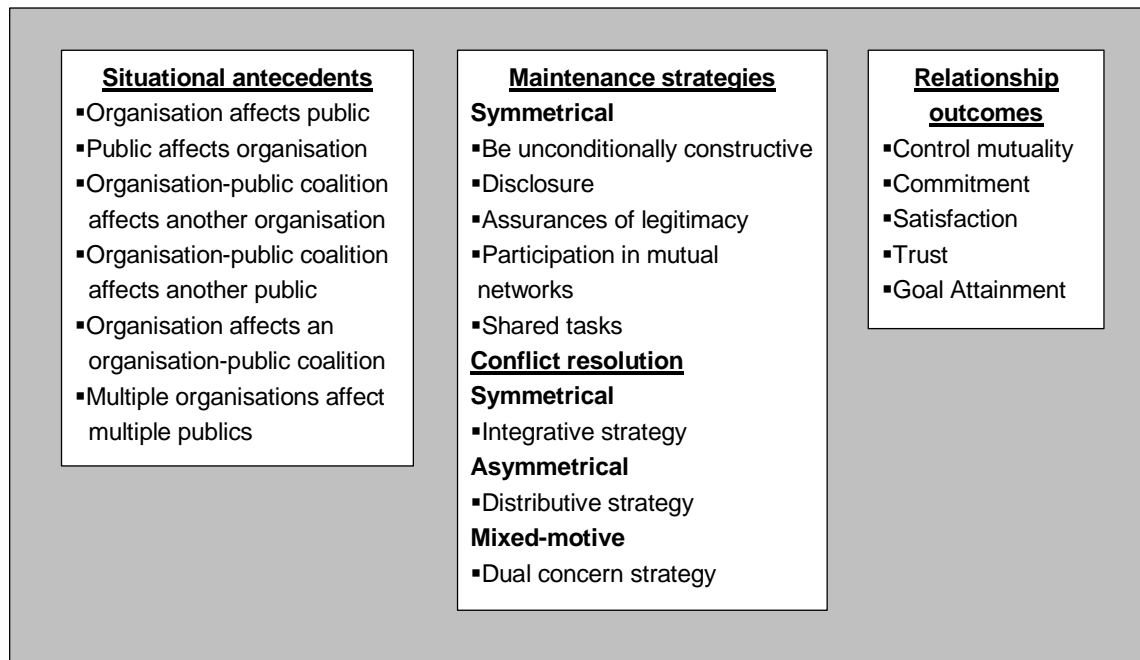 Situational antecedents
▪Organisation affects public
▪Public affects organisation
▪Organisation-public coalition
affects another organisation
▪Organisation-public coalition
affects another public
▪Organisation affects an
organisation-public coalition
▪Multiple organisations affect
multiple publics
Maintenance strategies
Symmetrical
▪Be unconditionally constructive
▪Disclosure
▪Assurances of legitimacy
▪Participation in mutual
networks
▪Shared tasks
Conflict resolution
Symmetrical
▪Integrative strategy
Asymmetrical
▪Distributive strategy
Mixed-motive
▪Dual concern strategy
Relationship
outcomes
▪Control mutuality
▪Commitment
▪Satisfaction
▪Trust
▪Goal Attainment